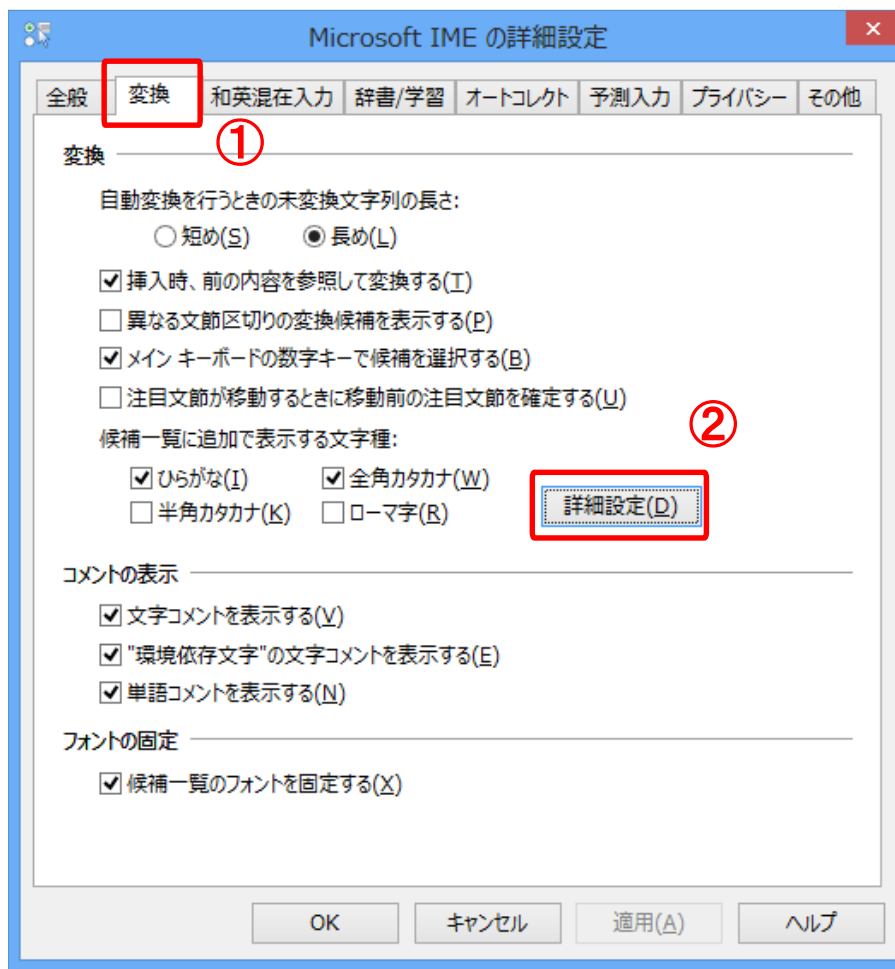 Microsoft IME の詳細設定
全般 変換 和英混在入力 辞書/学習 オートコレクト 予測入力 プライバシー その他
①
変換
自動変換を行うときの未変換文字列の長さ:
短め(S) 長め(L)
挿入時、前の内容を参照して変換する(T)
異なる文節区切りの変換候補を表示する(P)
メイン キーボードの数字キーで候補を選択する(B)
注目文節が移動するときに移動前の注目文節を確定する(U)
②
候補一覧に追加で表示する文字種:
ひらがな(I) 全角カタカナ(W)
半角カタカナ(K) ローマ字(R)
詳細設定(D)
コメントの表示
文字コメントを表示する(V)
"環境依存文字"の文字コメントを表示する(E)
単語コメントを表示する(N)
フォントの固定
候補一覧のフォントを固定する(X)
OK キャンセル 適用(A) ヘルプ